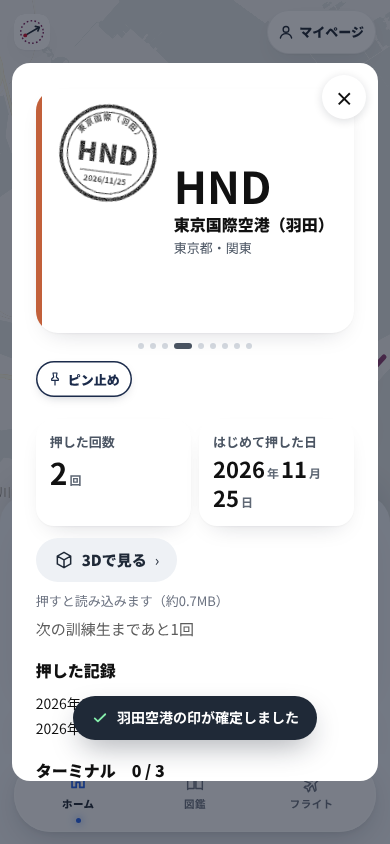 マイページ
東京国際(羽田)
HND
2026/11/25
HND
東京国際空港（羽田）
東京都・関東
ピン止め
押した回数
2回
はじめて押した日
2026年11月
25日
3Dで見る ›
押すと読み込みます（約0.7MB）
次の訓練生まであと1回
押した記録
2026年
2026年
羽田空港の印が確定しました
ターミナル 0 / 3
ホーム
図鑑
フライト